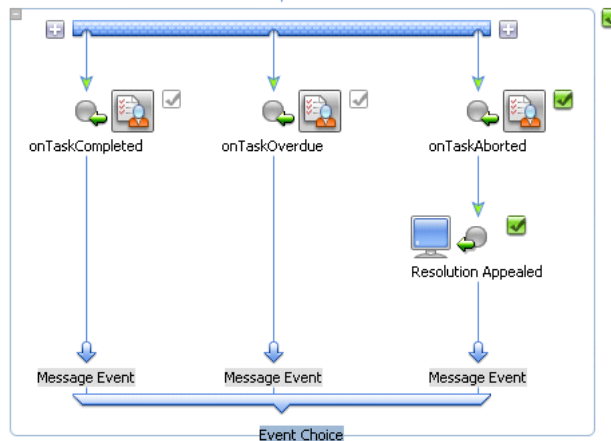 onTaskCompleted
onTaskOverdue
onTaskAborted
Resolution Appealed
Message Event
Message Event
Message Event
Event Choice